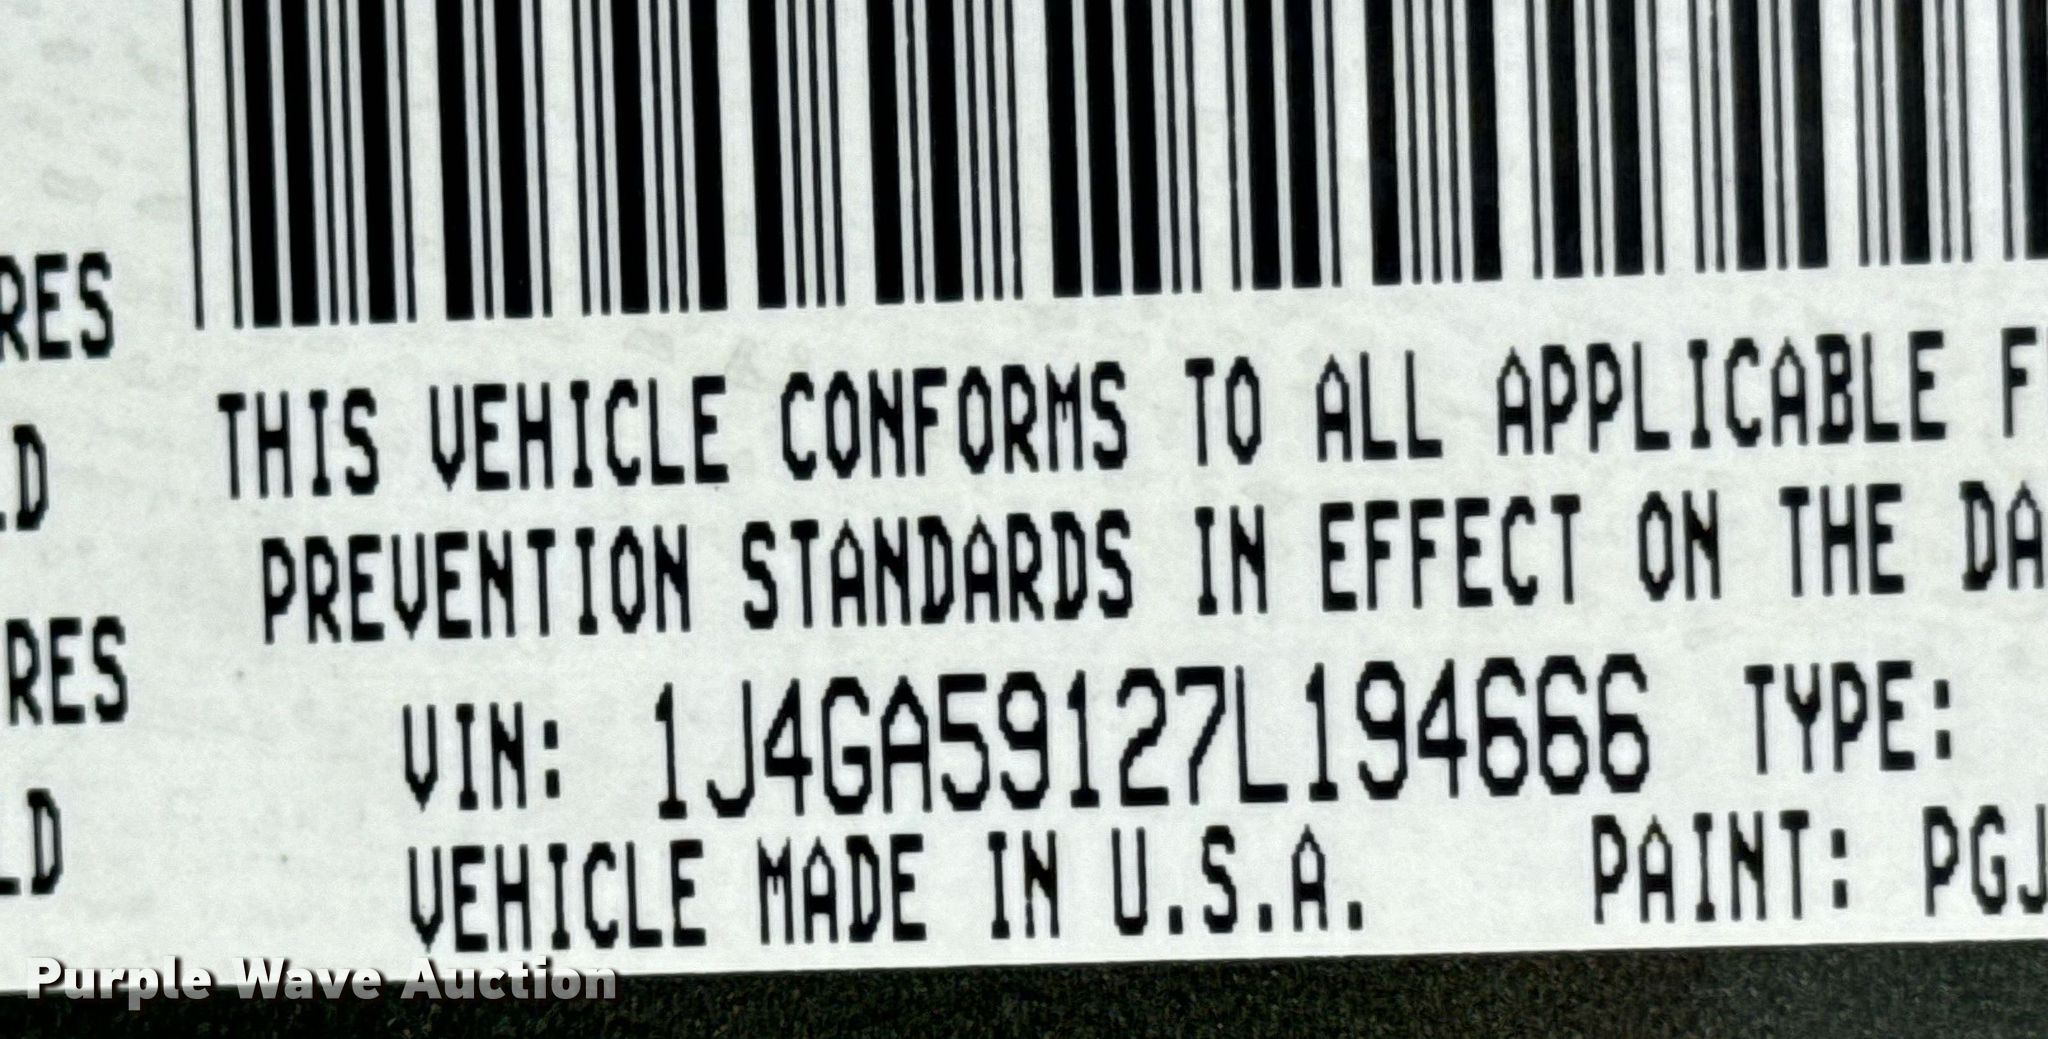 RES
LD
RES
LD
THIS VEHICLE CONFORMS TO ALL APPLICABLE F
PREVENTION STANDARDS IN EFFECT ON THE DA
VIN: 1J4GA59127L194666 TYPE:
VEHICLE MADE IN U.S.A. PAINT: PGJ
Purple Wave Auction